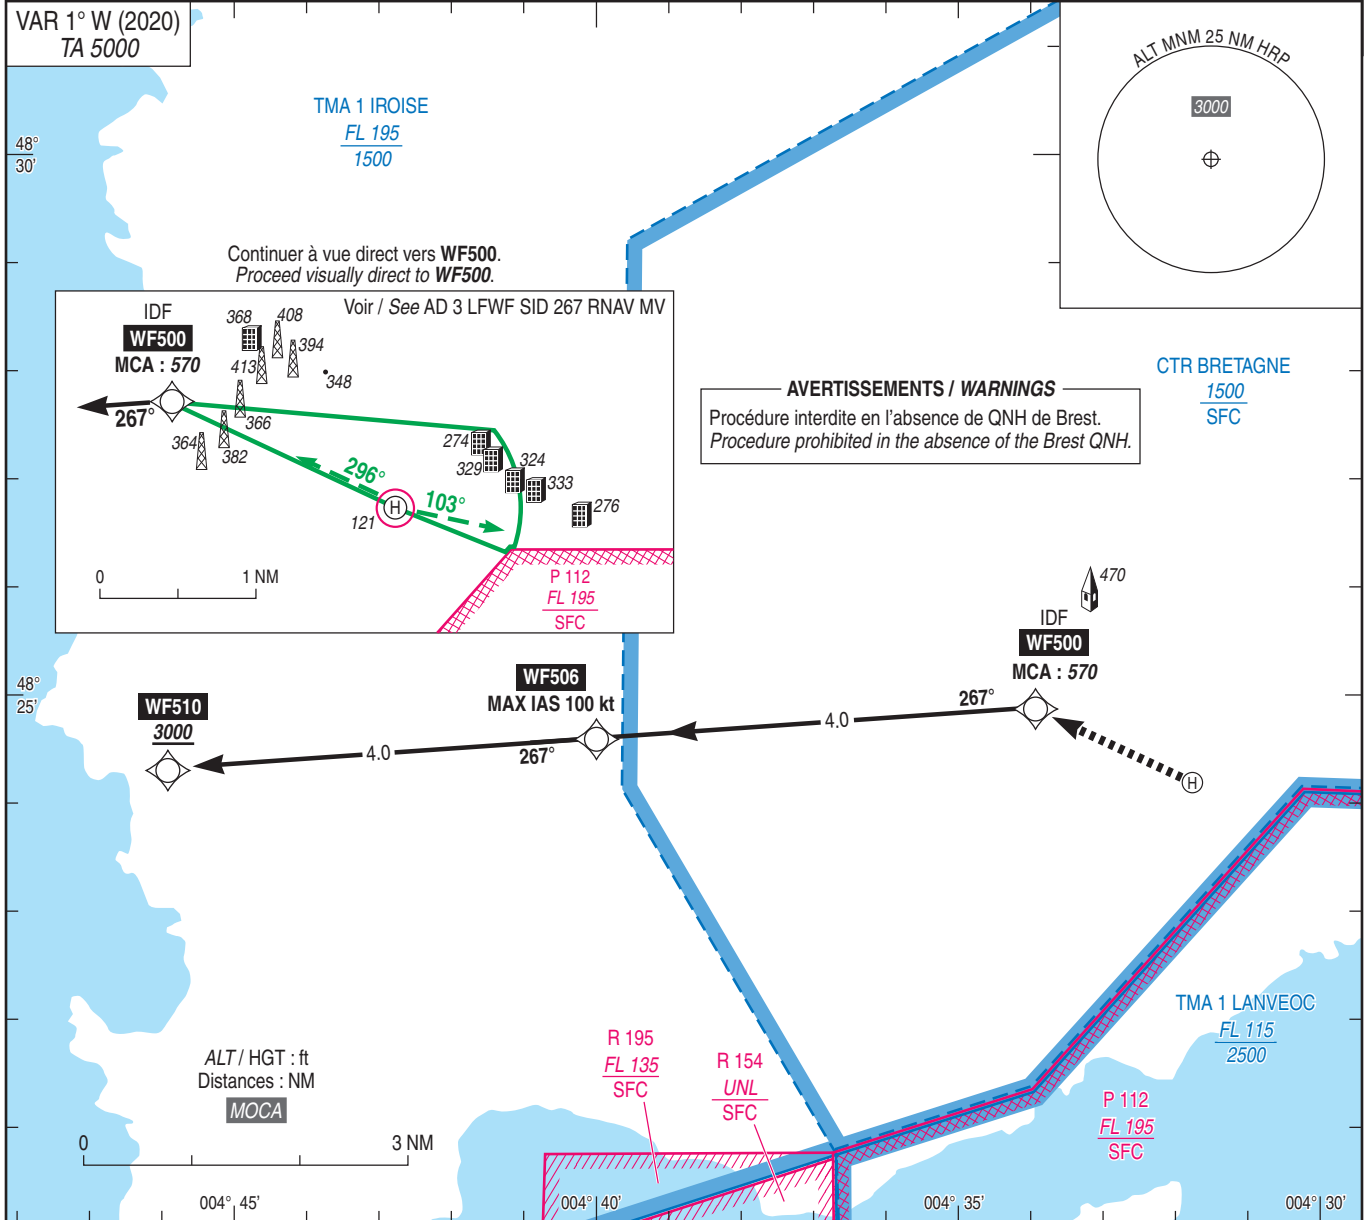 VAR 1° W (2020)
TA 5000
ALT MNM 25 NM HRP
3000
TMA 1 IROISE
FL 195
1500
48°
30'
Continuer à vue direct vers WF500.
Proceed visually direct to WF500.
Voir / See AD 3 LFWF SID 267 RNAV MV
IDF
WF500
MCA : 570
267°
368
408
394
413
348
366
364
382
274
329
324
333
276
296°
103°
H
121
0 1 NM
P 112
FL 195
SFC
CTR BRETAGNE
1500
SFC
AVERTISSEMENTS / WARNINGS
Procédure interdite en l'absence de QNH de Brest.
Procedure prohibited in the absence of the Brest QNH.
470
IDF
WF500
MCA : 570
48°
25'
WF510
3000
WF506
MAX IAS 100 kt
267°
4.0
267°
4.0
H
TMA 1 LANVEOC
FL 115
2500
R 195
FL 135
SFC
R 154
UNL
SFC
P 112
FL 195
SFC
ALT / HGT : ft
Distances : NM
MOCA
0 3 NM
004° 45' 004° 40' 004° 35' 004° 30'